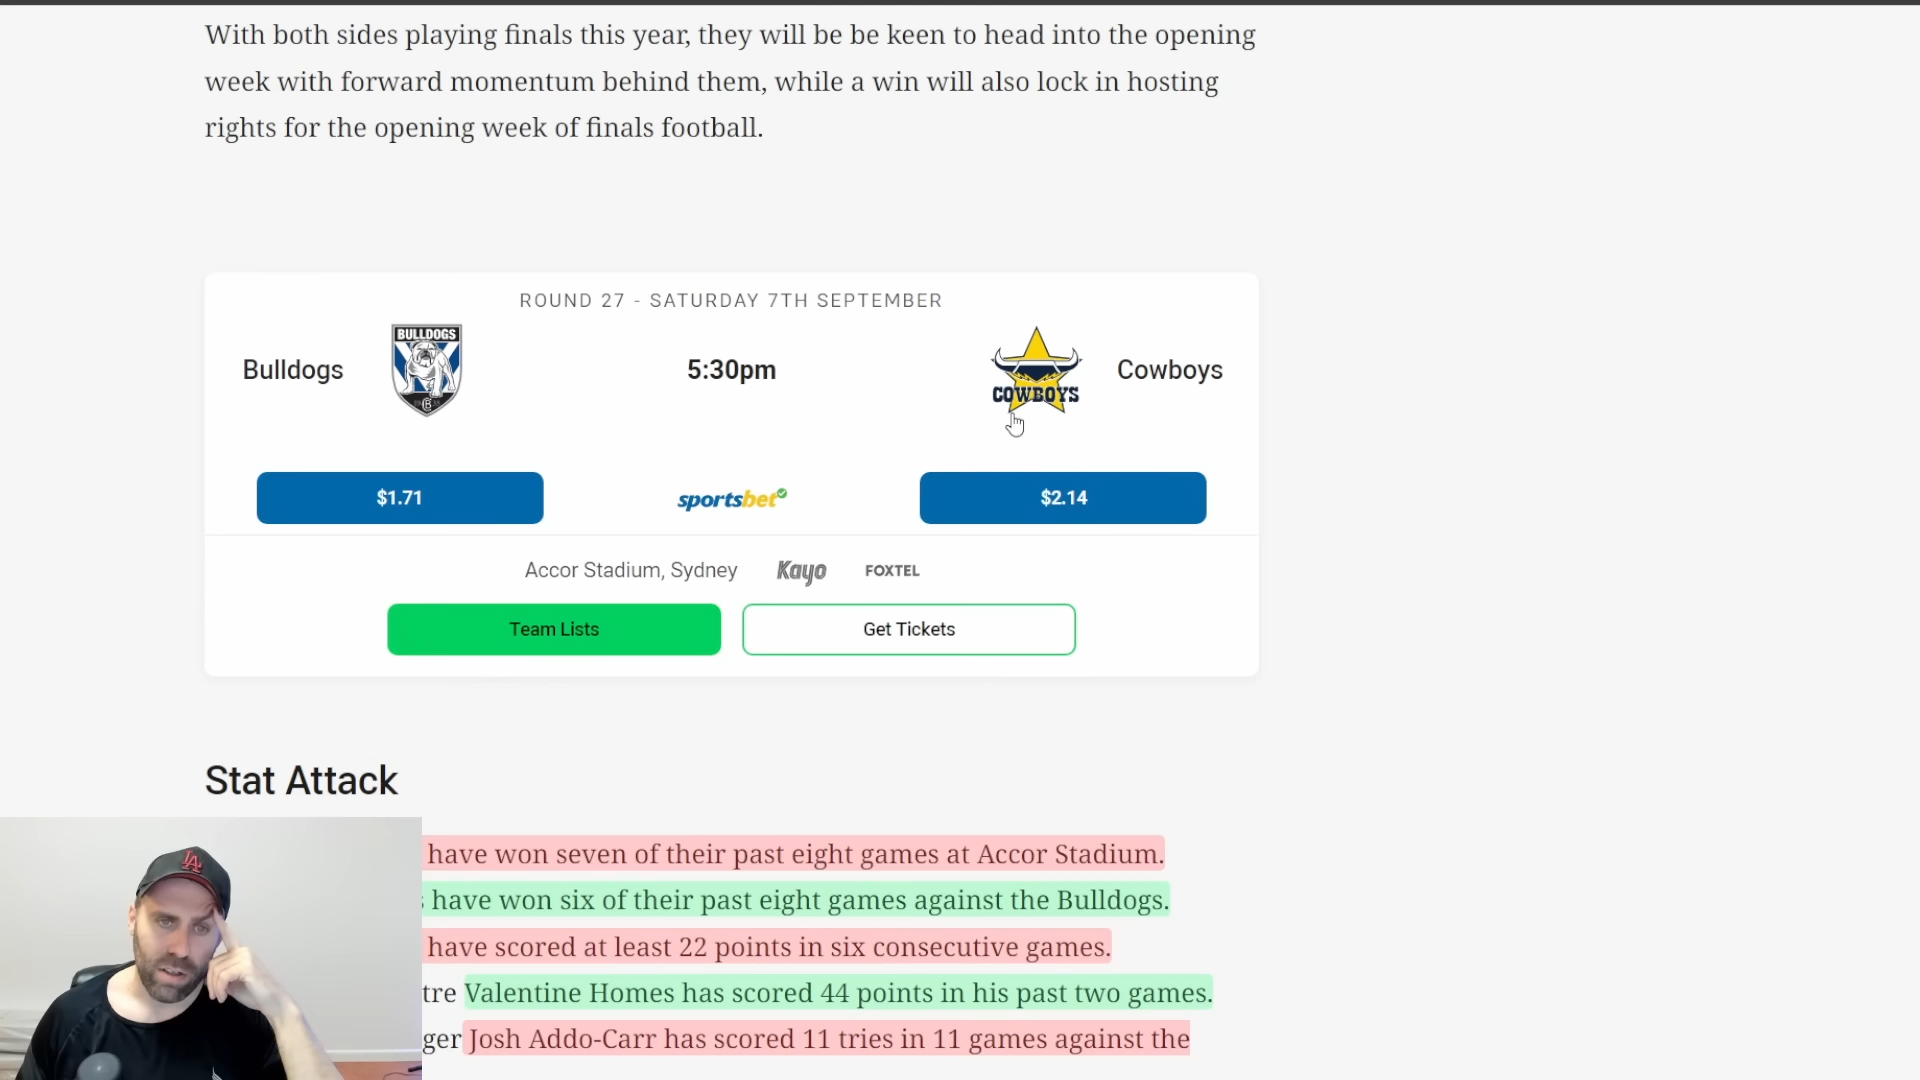 With both sides playing finals this year, they will be be keen to head into the opening
week with forward momentum behind them, while a win will also lock in hosting
rights for the opening week of finals football.
ROUND 27 - SATURDAY 7TH SEPTEMBER
Bulldogs
BULLDOGS
5:30pm
COWBOYS
Cowboys
$1.71
sportsbet
$2.14
Accor Stadium, Sydney
Kayo
FOXTEL
Team Lists
Get Tickets
Stat Attack
have won seven of their past eight games at Accor Stadium.
have won six of their past eight games against the Bulldogs.
have scored at least 22 points in six consecutive games.
tre Valentine Homes has scored 44 points in his past two games.
ger Josh Addo-Carr has scored 11 tries in 11 games against the
LA